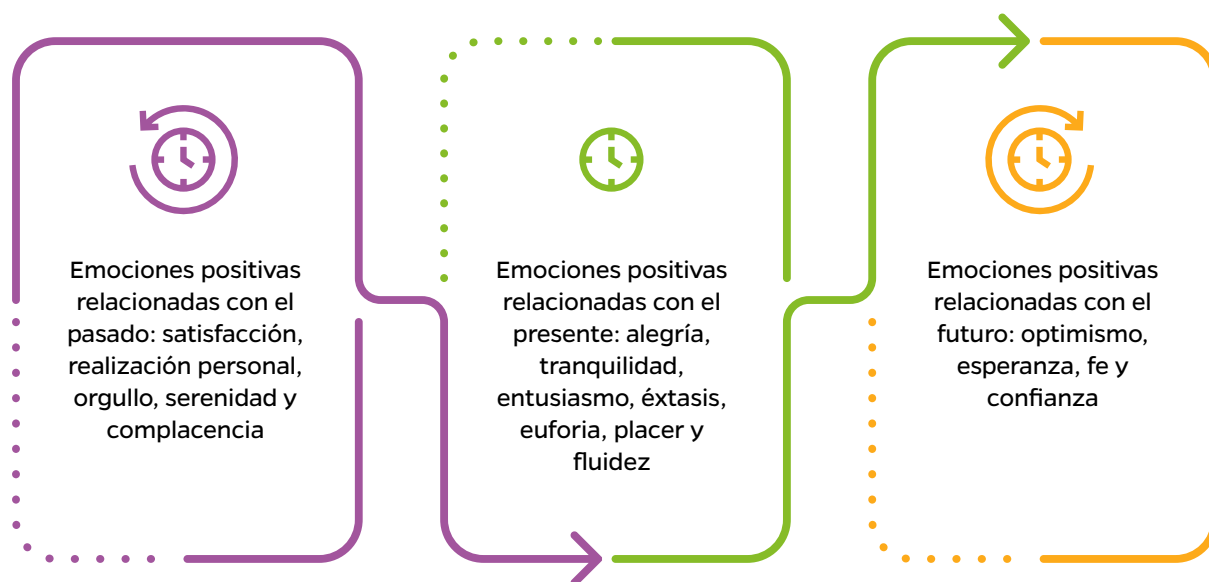 Emociones positivas
relacionadas con el
pasado: satisfacción,
realización personal,
orgullo, serenidad y
complacencia
Emociones positivas
relacionadas con el
presente: alegría,
tranquilidad,
entusiasmo, éxtasis,
euforia, placer y
fluidez
Emociones positivas
relacionadas con el
futuro: optimismo,
esperanza, fe y
confianza